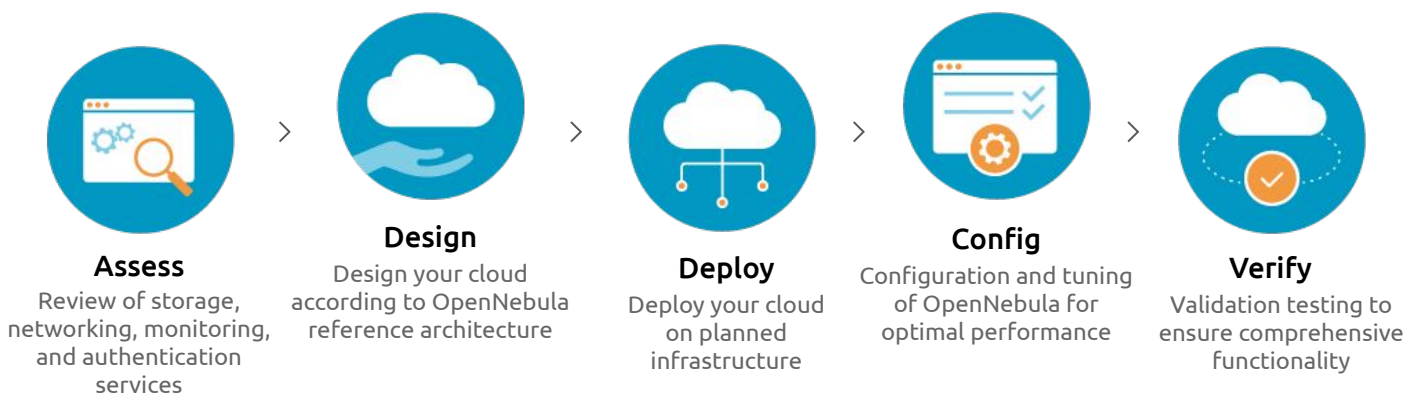 Assess
Review of storage,
networking, monitoring,
and authentication
services
Design
Design your cloud
according to OpenNebula
reference architecture
Deploy
Deploy your cloud
on planned
infrastructure
Config
Configuration and tuning
of OpenNebula for
optimal performance
Verify
Validation testing to
ensure comprehensive
functionality